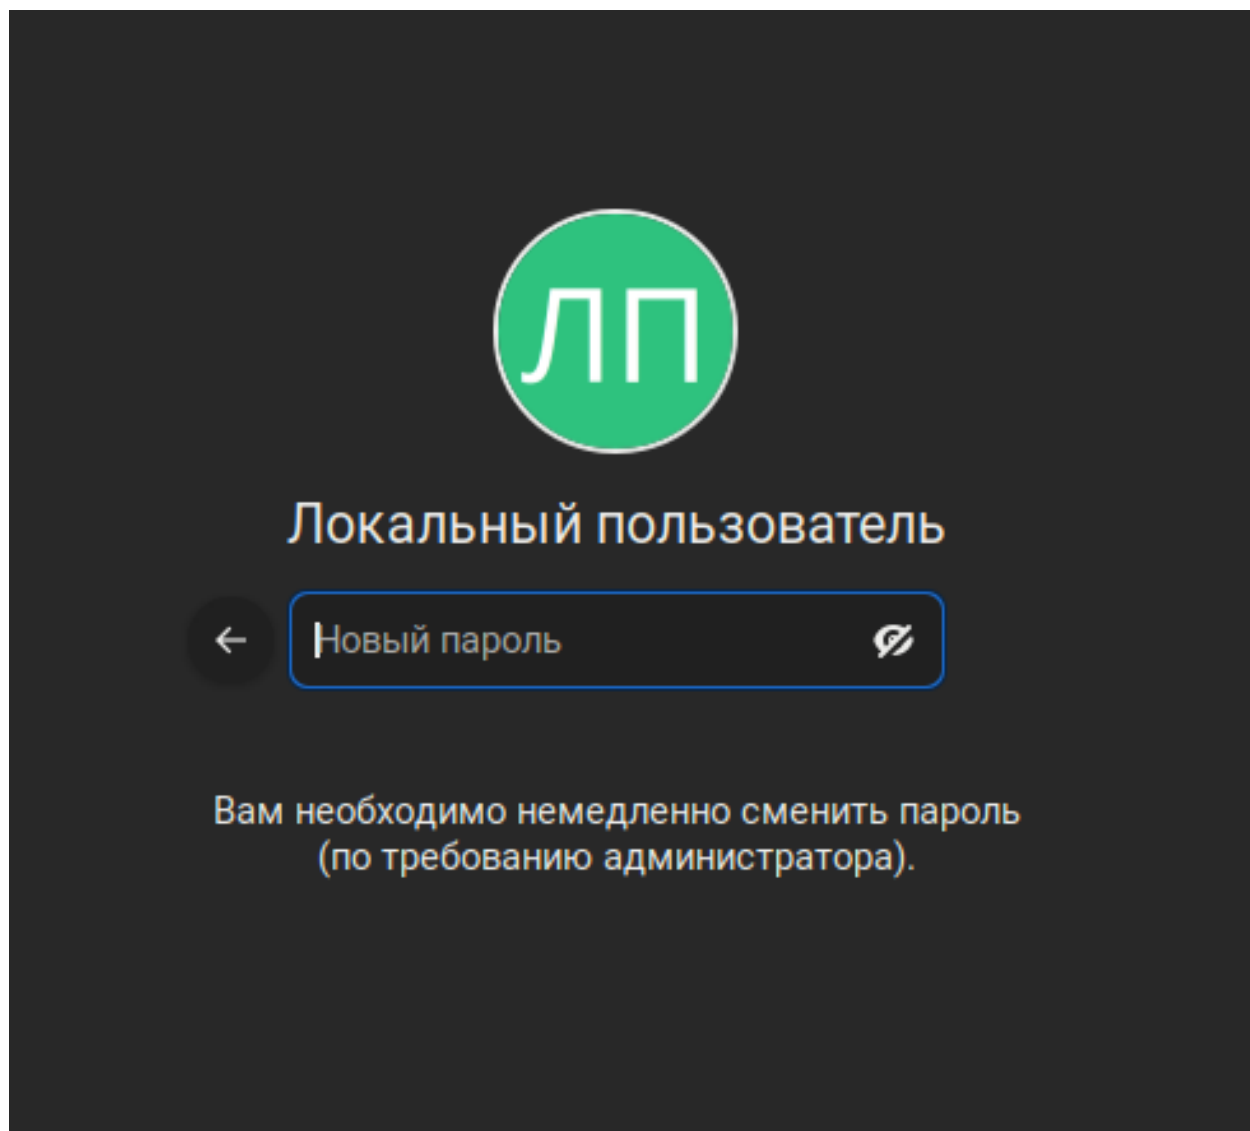 ЛП
Локальный пользователь
Новый пароль
Вам необходимо немедленно сменить пароль
(по требованию администратора).